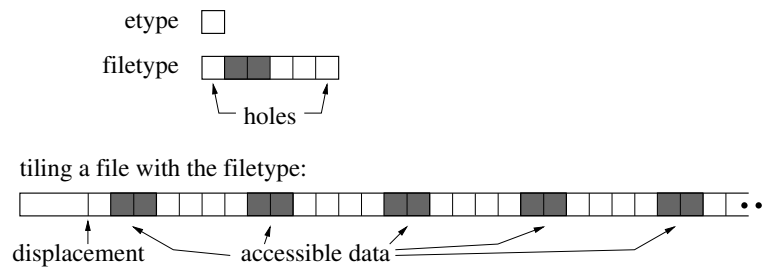 etype
filetype
holes
tiling a file with the filetype:
displacement
accessible data